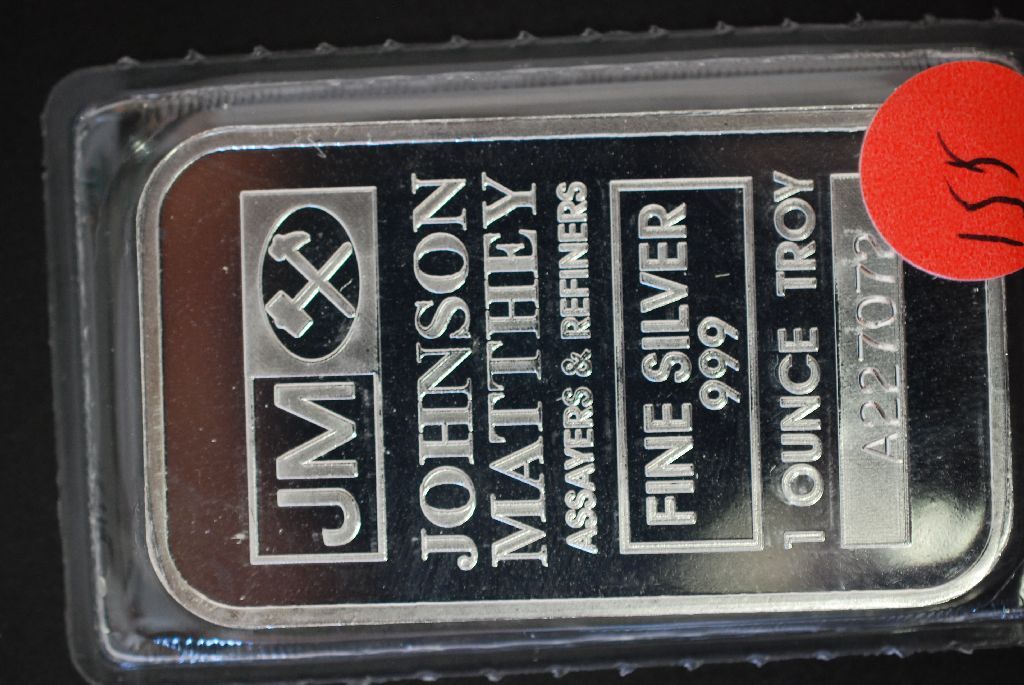 JM
JOHNSON
MATTHEY
ASSAYERS & REFINERS
FINE SILVER
999
1 OUNCE TROY
A227072
155